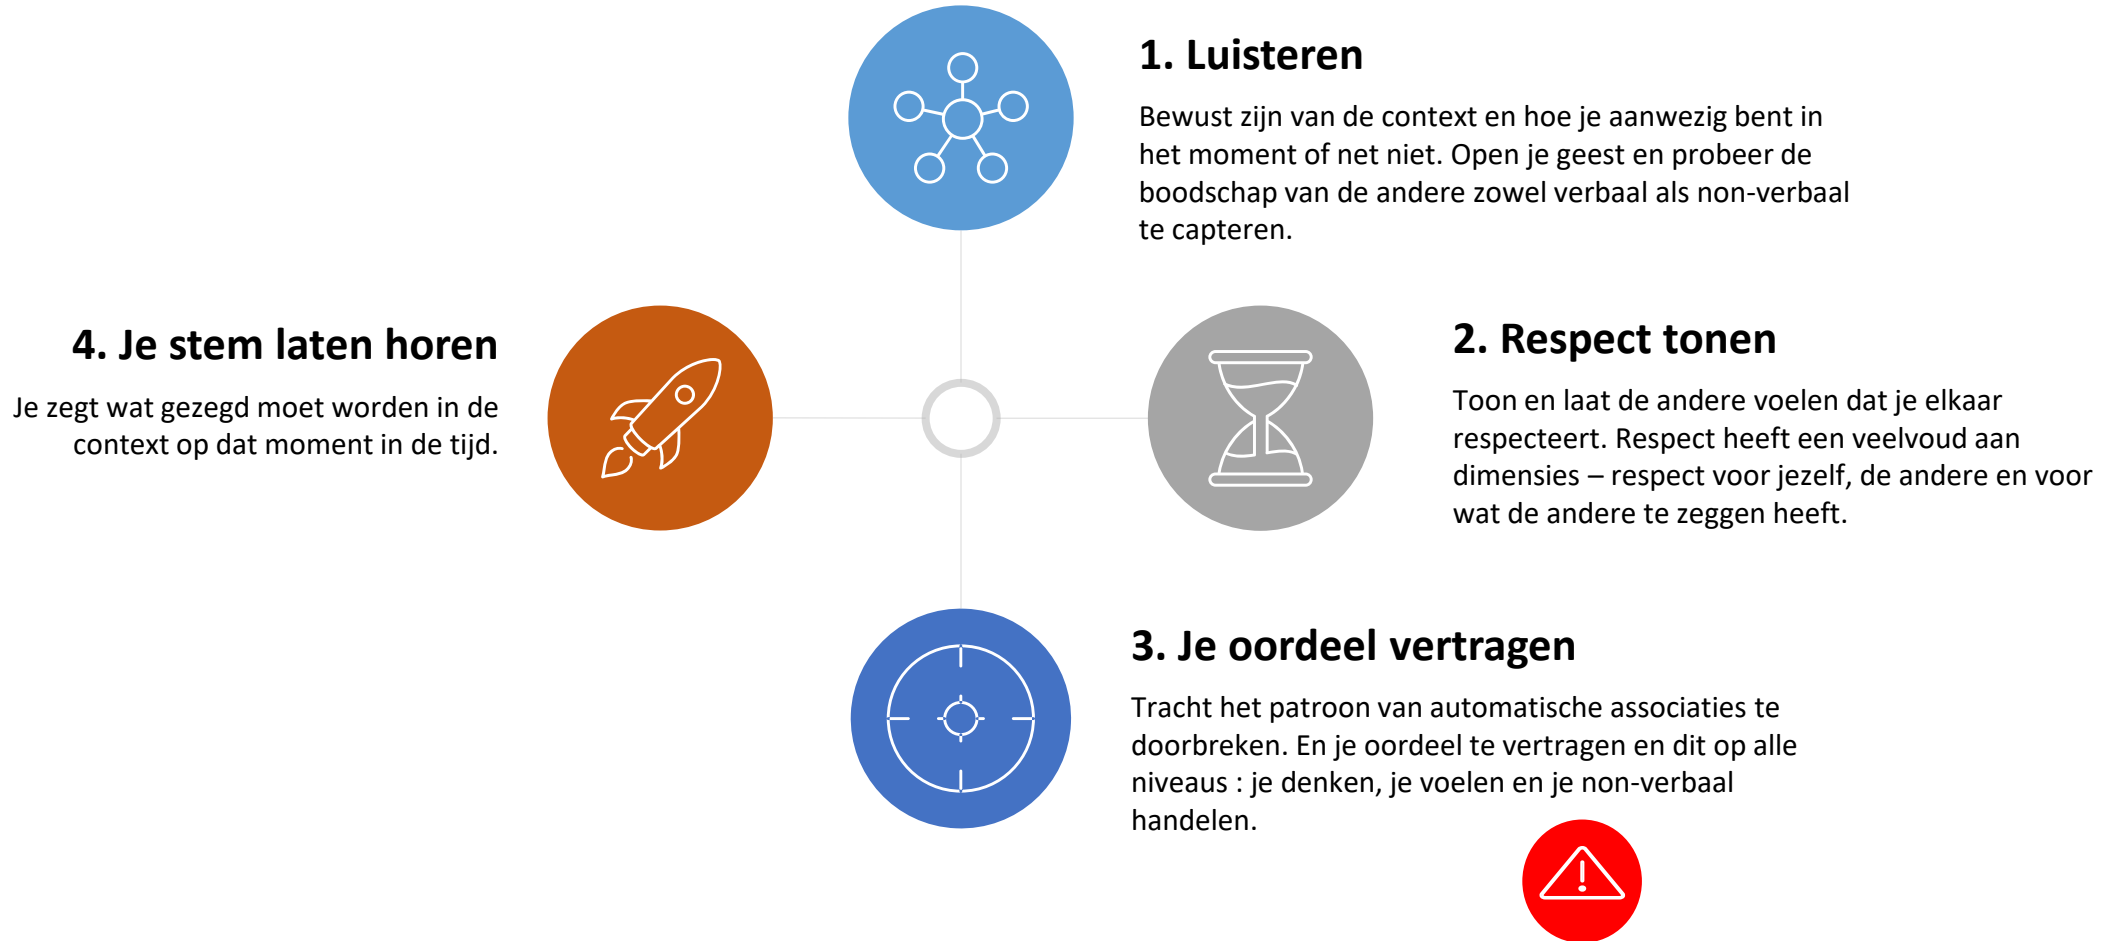 1. Luisteren
Bewust zijn van de context en hoe je aanwezig bent in
het moment of net niet. Open je geest en probeer de
boodschap van de andere zowel verbaal als non-verbaal
te capteren.
2. Respect tonen
Toon en laat de andere voelen dat je elkaar
respecteert. Respect heeft een veelvoud aan
dimensies – respect voor jezelf, de andere en voor
wat de andere te zeggen heeft.
3. Je oordeel vertragen
Tracht het patroon van automatische associaties te
doorbreken. En je oordeel te vertragen en dit op alle
niveaus : je denken, je voelen en je non-verbaal
handelen.
4. Je stem laten horen
Je zegt wat gezegd moet worden in de
context op dat moment in de tijd.